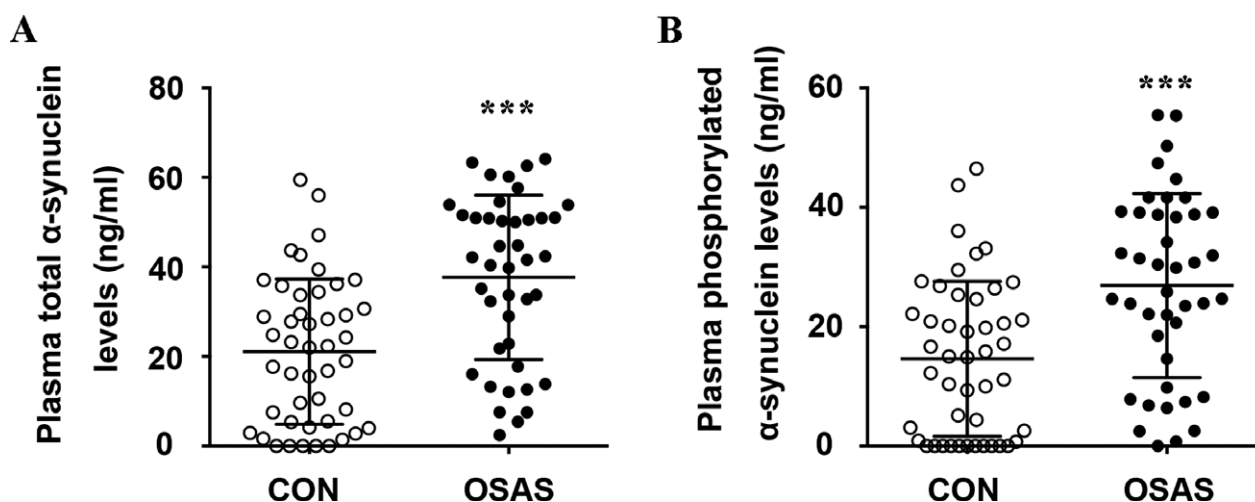 A
Plasma total α-synuclein
levels (ng/ml)
80
60
40
20
0
***
CON
OSAS
B
Plasma phosphorylated
α-synuclein levels (ng/ml)
60
40
20
0
***
CON
OSAS